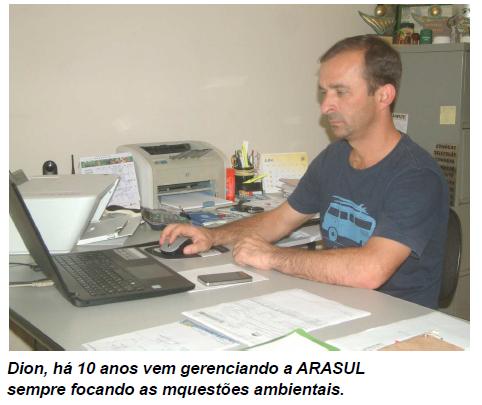 Dion, há 10 anos vem gerenciando a ARASUL
sempre focando as mquestões ambientais.